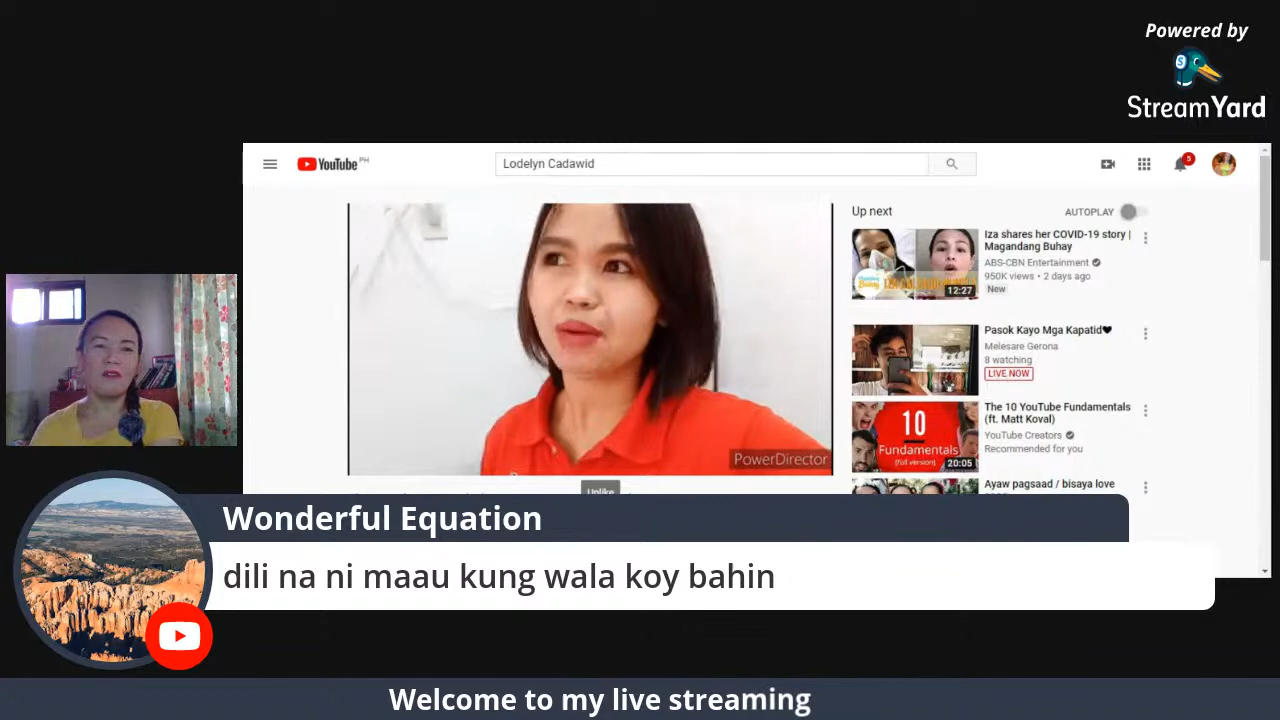 Powered by
StreamYard
YouTube PH
Lodelyn Cadawid
5
Up next
AUTOPLAY
Iza shares her COVID-19 story |
Magandang Buhay
ABS-CBN Entertainment
950K views • 2 days ago
New
12:27
Pasok Kayo Mga Kapatid❤
Melesare Gerona
8 watching
LIVE NOW
The 10 YouTube Fundamentals
(ft. Matt Koval)
YouTube Creators
Recommended for you
10
Fundamentals
[full version]
20:05
Ayaw pagsaad / bisaya love
PowerDirector
Unlike
Wonderful Equation
dili na ni maau kung wala koy bahin
Welcome to my live streaming